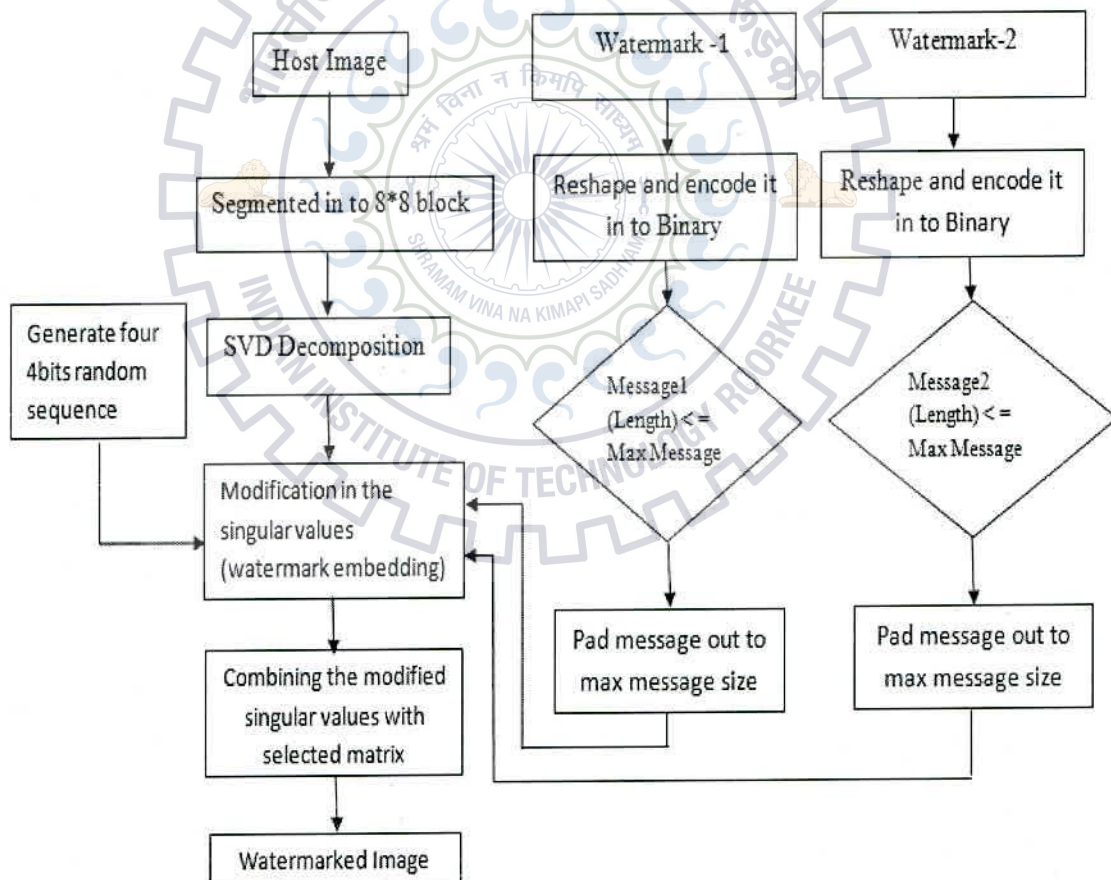 Host Image
Watermark -1
Watermark-2
Segmented in to 8*8 block
Reshape and encode it
in to Binary
Reshape and encode it
in to Binary
Generate four
4bits random
sequence
SVD Decomposition
Message1
(Length) < =
Max Message
Message2
(Length) < =
Max Message
Modification in the
singular values
(watermark embedding)
Pad message out to
max message size
Pad message out to
max message size
Combining the modified
singular values with
selected matrix
Watermarked Image
श्रमं विना न किमपि साध्यम्
SHRAMAM VINA NA KIMAPI SADHYAM
INDIAN INSTITUTE OF TECHNOLOGY ROORKEE